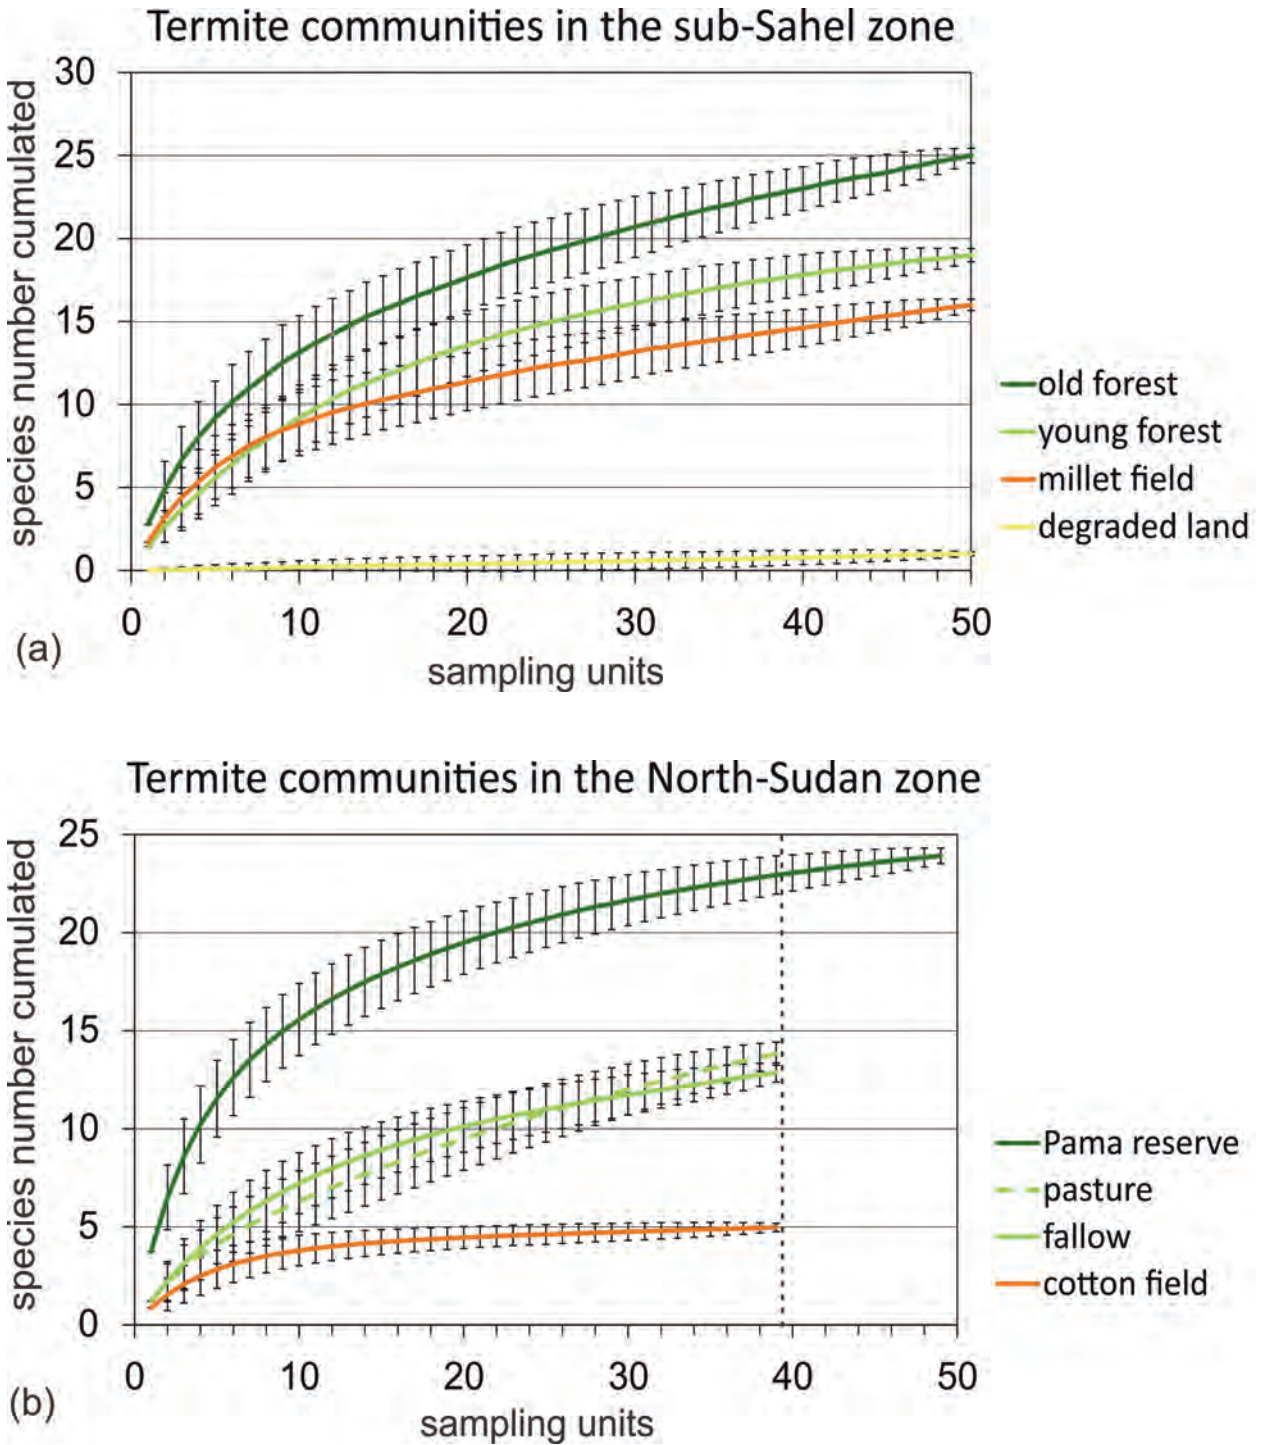 Termite communities in the sub-Sahel zone
species number cumulated
30
25
20
15
10
5
0
0 10 20 30 40 50
sampling units
(a)
old forest
young forest
millet field
degraded land
Termite communities in the North-Sudan zone
species number cumulated
25
20
15
10
5
0
0 10 20 30 40 50
sampling units
(b)
Pama reserve
pasture
fallow
cotton field